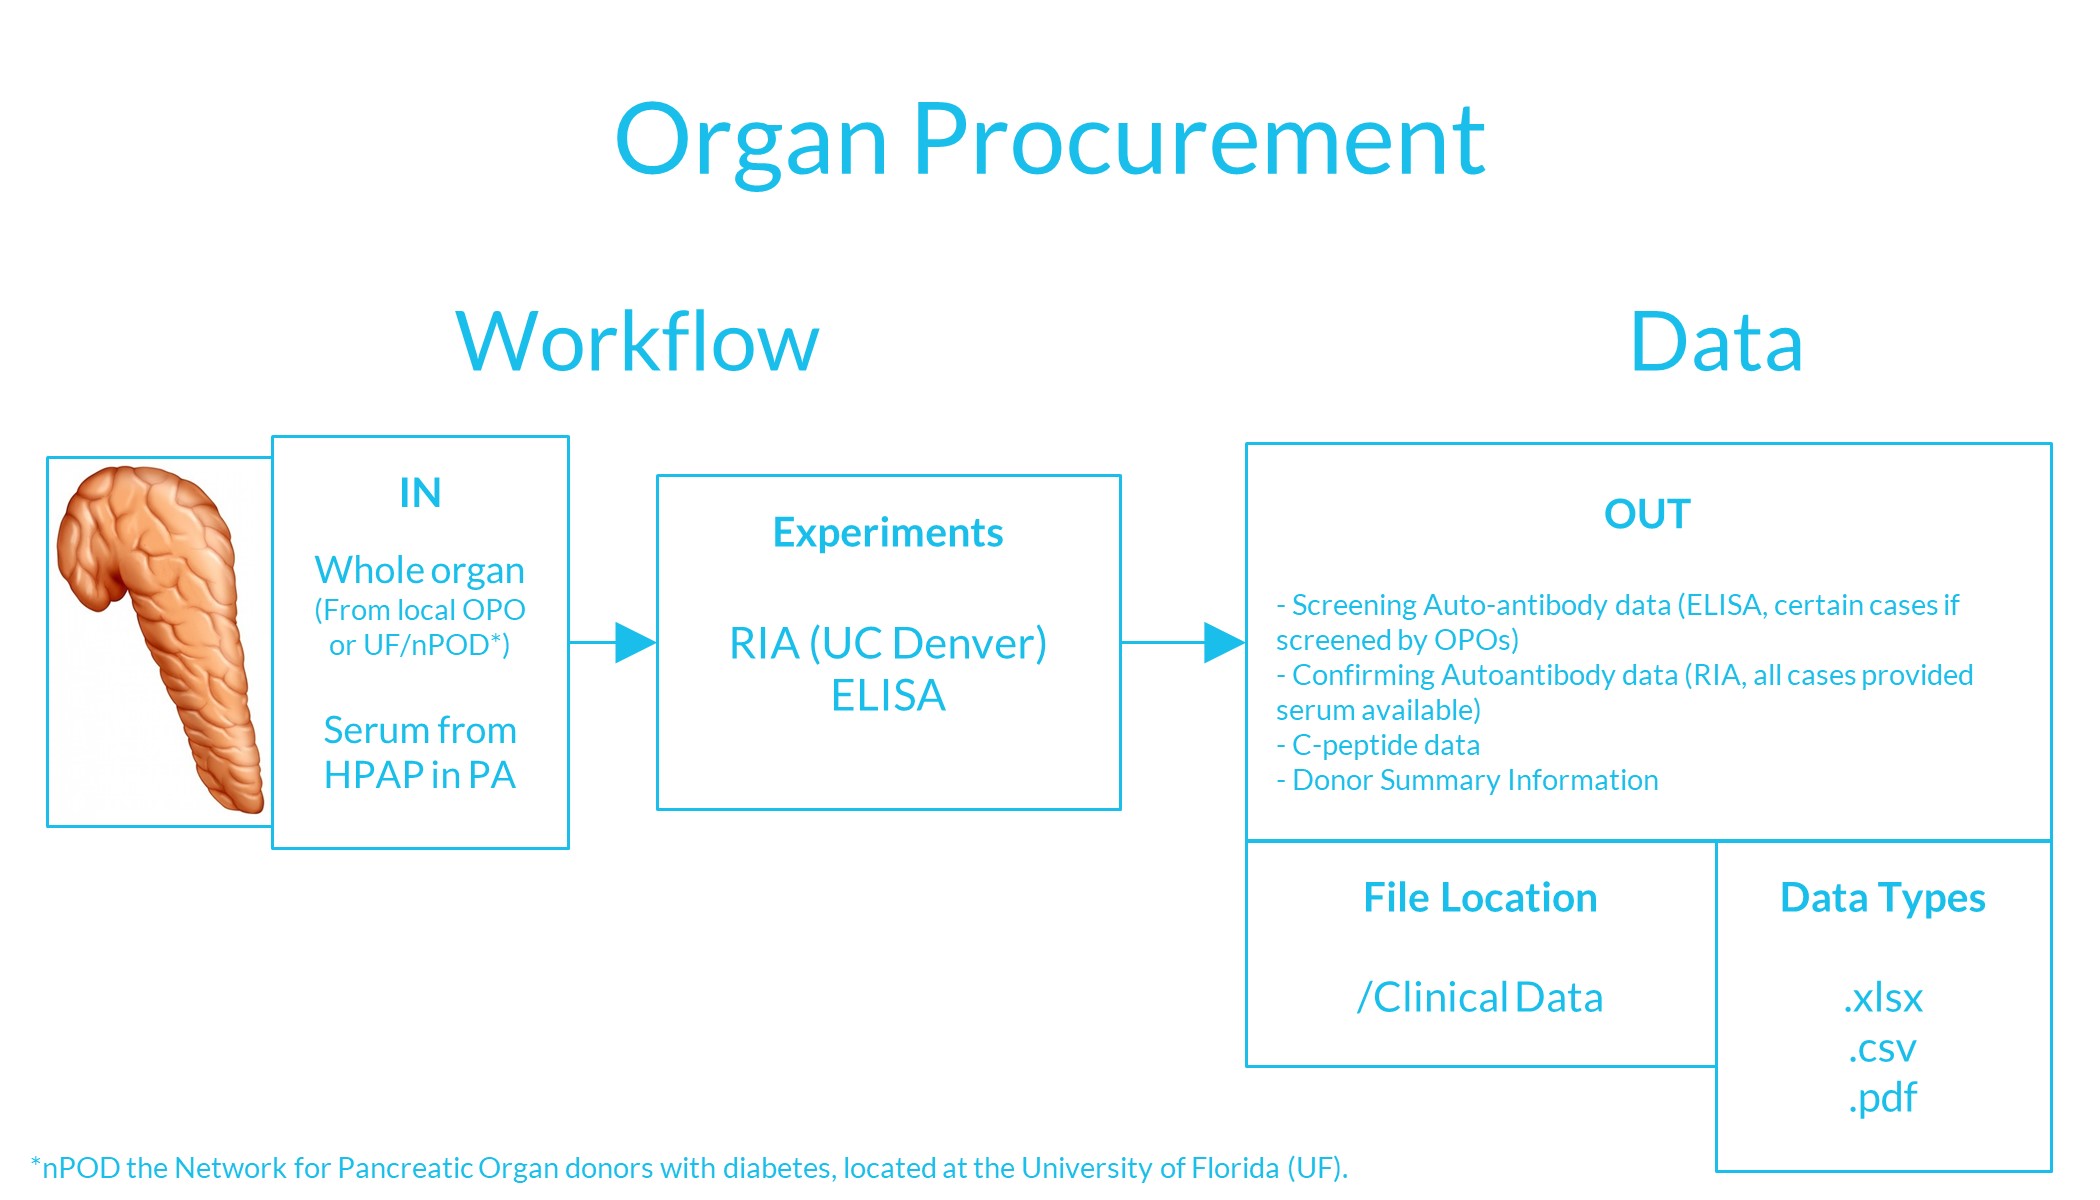 Organ Procurement
Workflow
Data
IN
Whole organ
(From local OPO
or UF/nPOD*)
Serum from
HPAP in PA
Experiments
RIA (UC Denver)
ELISA
OUT
- Screening Auto-antibody data (ELISA, certain cases if
screened by OPOs)
- Confirming Autoantibody data (RIA, all cases provided
serum available)
- C-peptide data
- Donor Summary Information
File Location
/Clinical Data
Data Types
.xlsx
.csv
.pdf
*nPOD the Network for Pancreatic Organ donors with diabetes, located at the University of Florida (UF).